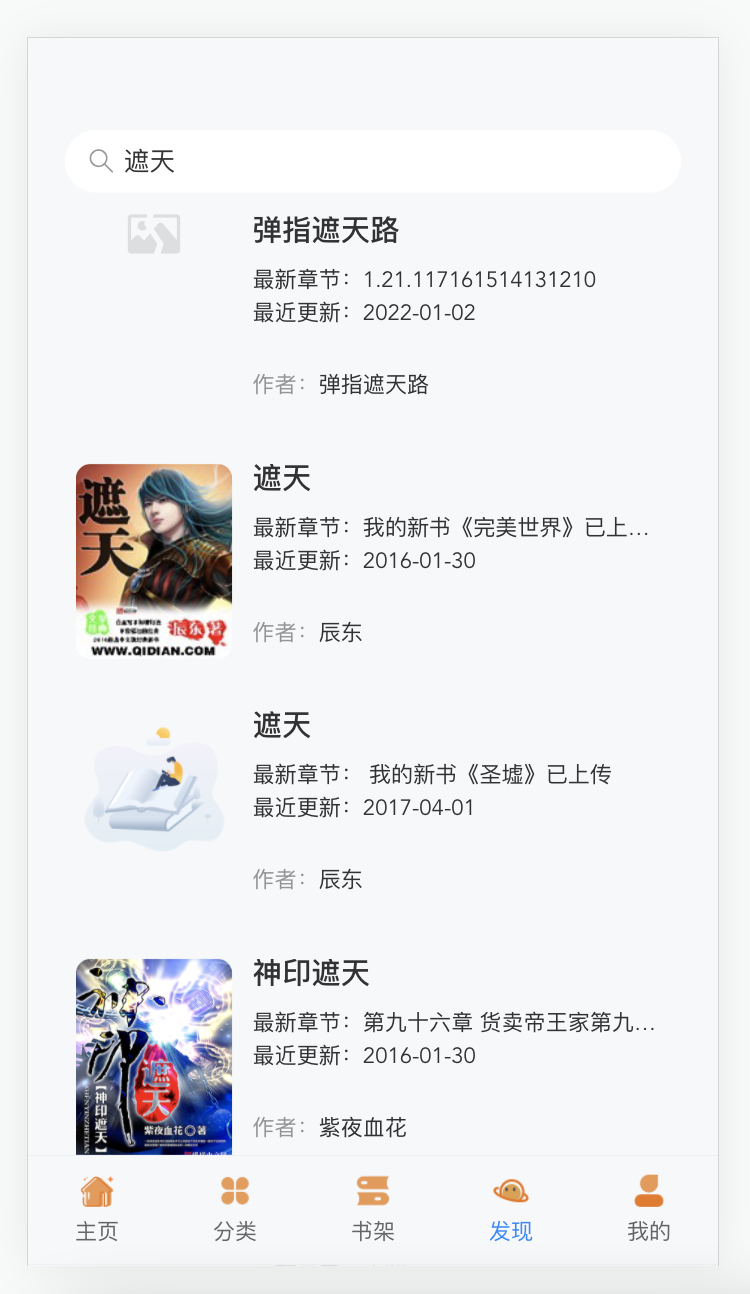 遮天
弹指遮天路
最新章节：1.21.117161514131210
最近更新：2022-01-02
作者：弹指遮天路
遮天
遮天
最新章节：我的新书《完美世界》已上…
最近更新：2016-01-30
辰东 著
WWW.QIDIAN.COM
作者：辰东
遮天
最新章节： 我的新书《圣墟》已上传
最近更新：2017-04-01
作者：辰东
神印遮天
神印
遮天
【神印遮天】
紫夜血花◎著
最新章节：第九十六章 货卖帝王家第九…
最近更新：2016-01-30
作者：紫夜血花
主页
分类
书架
发现
我的